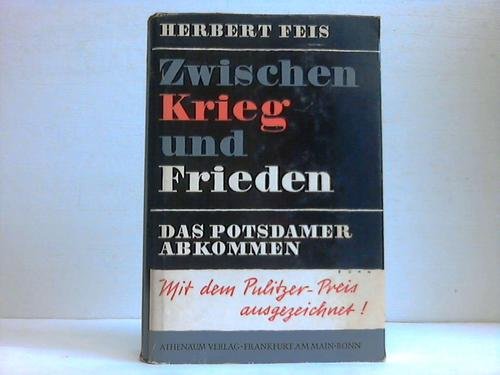 HERBERT FEIS
Zwischen
Krieg
und
Frieden
DAS POTSDAMER
ABKOMMEN
Mit dem Pulitzer-Preis
ausgezeichnet!
ATHENÄUM VERLAG · FRANKFURT AM MAIN · BONN